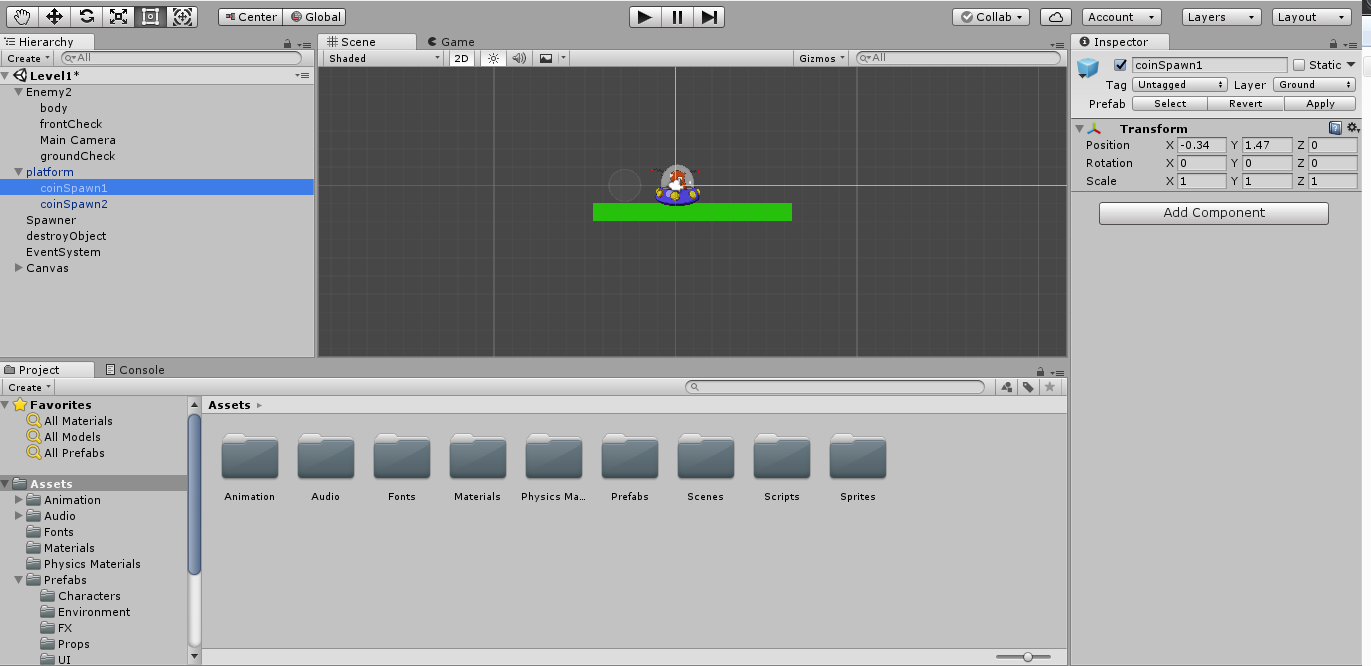 Center Global Collab Account Layers Layout
Hierarchy
Create All
Level1*
Enemy2
body
frontCheck
Main Camera
groundCheck
platform
coinSpawn1
coinSpawn2
Spawner
destroyObject
EventSystem
Canvas
Scene Game
Shaded 2D Gizmos All
Inspector
coinSpawn1 Static
Tag Untagged Layer Ground
Prefab Select Revert Apply
Transform
Position X -0.34 Y 1.47 Z 0
Rotation X 0 Y 0 Z 0
Scale X 1 Y 1 Z 1
Add Component
Project Console
Create
Favorites
All Materials
All Models
All Prefabs
Assets
Animation
Audio
Fonts
Materials
Physics Materials
Prefabs
Characters
Environment
FX
Props
UI
Assets
Animation Audio Fonts Materials Physics Ma... Prefabs Scenes Scripts Sprites